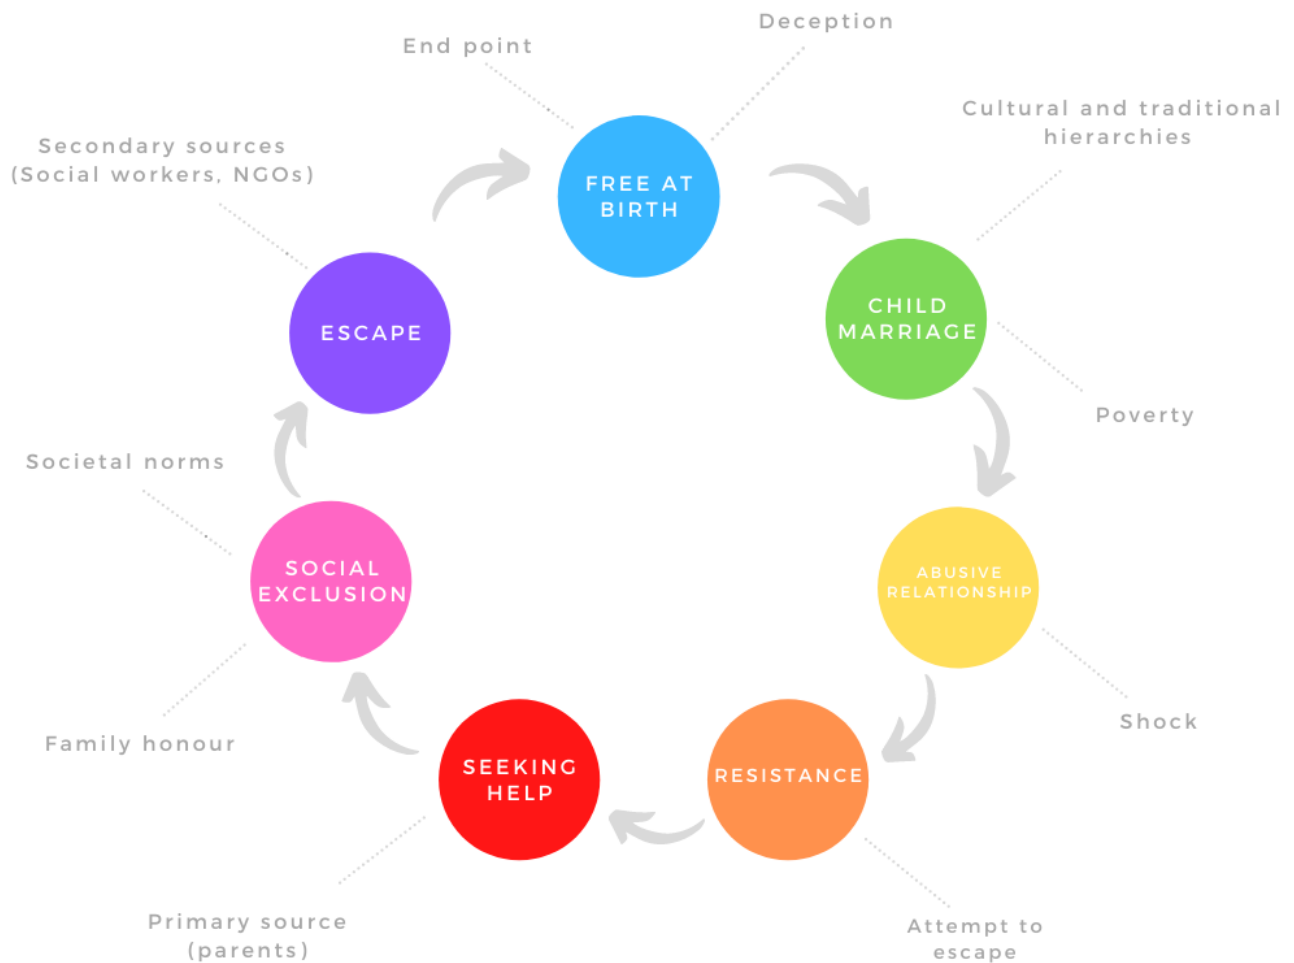 Deception
End point
Cultural and traditional
hierarchies
Secondary sources
(Social workers, NGOs)
FREE AT
BIRTH
CHILD
MARRIAGE
ESCAPE
Poverty
Societal norms
SOCIAL
EXCLUSION
ABUSIVE
RELATIONSHIP
Shock
Family honour
SEEKING
HELP
RESISTANCE
Primary source
(parents)
Attempt to
escape